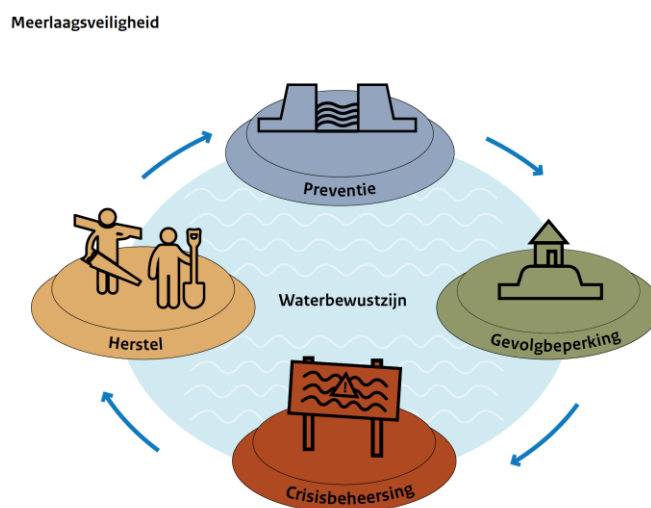 Meerlaagsveiligheid
Preventie
Waterbewustzijn
Herstel
Gevolgbeperking
Crisisbeheersing